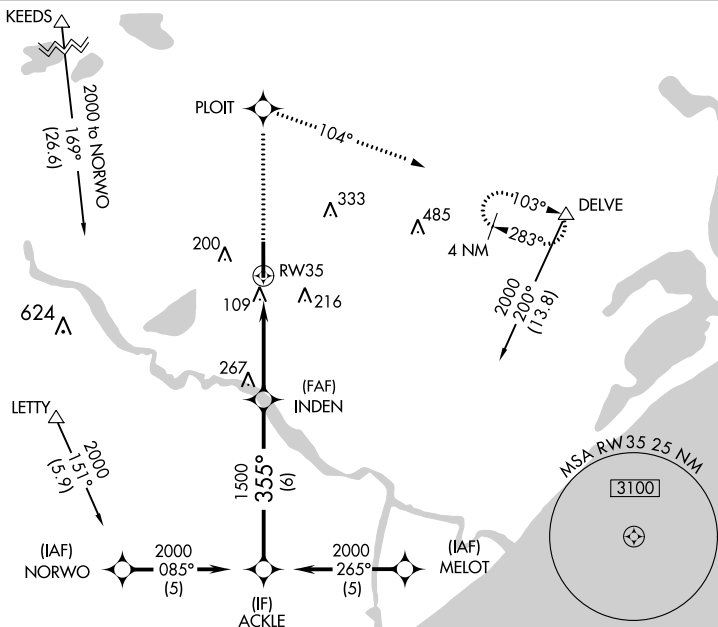 KEEDS
2000 to NORWO
169°
(26.6)
PLOIT
104°
333
485
103°
DELVE
283°
4 NM
200
RW35
109
216
2000
200°
(13.8)
624
267
(FAF)
INDEN
LETTY
2000
151°
(5.9)
1500
355°
(6)
MSA RW35 25 NM
3100
(IAF)
NORWO
2000
085°
(5)
2000
265°
(5)
(IAF)
MELOT
(IF)
ACKLE